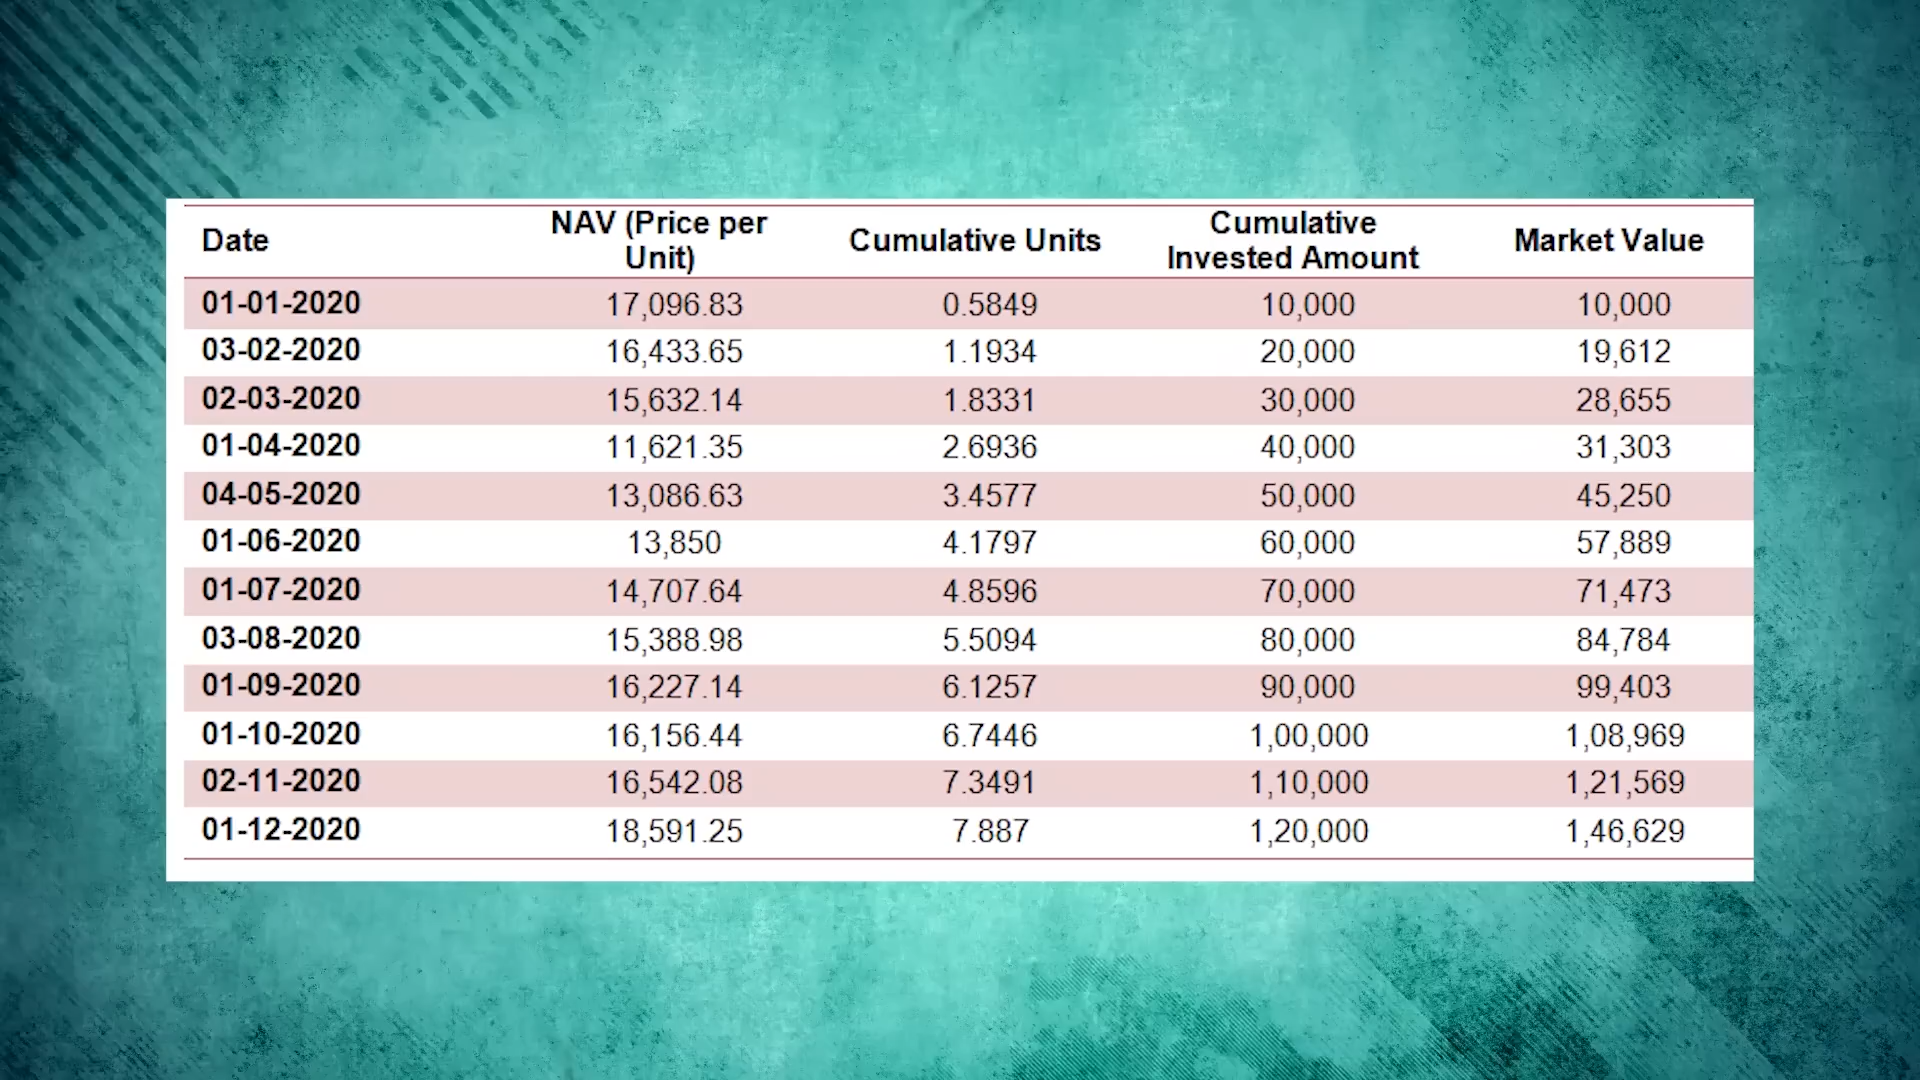 Date NAV (Price per Unit) Cumulative Units Cumulative Invested Amount Market Value
01-01-2020 17,096.83 0.5849 10,000 10,000
03-02-2020 16,433.65 1.1934 20,000 19,612
02-03-2020 15,632.14 1.8331 30,000 28,655
01-04-2020 11,621.35 2.6936 40,000 31,303
04-05-2020 13,086.63 3.4577 50,000 45,250
01-06-2020 13,850 4.1797 60,000 57,889
01-07-2020 14,707.64 4.8596 70,000 71,473
03-08-2020 15,388.98 5.5094 80,000 84,784
01-09-2020 16,227.14 6.1257 90,000 99,403
01-10-2020 16,156.44 6.7446 1,00,000 1,08,969
02-11-2020 16,542.08 7.3491 1,10,000 1,21,569
01-12-2020 18,591.25 7.887 1,20,000 1,46,629